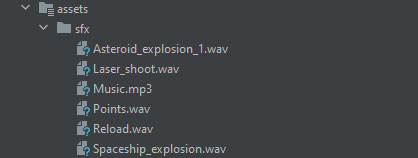 assets
sfx
Asteroid_explosion_1.wav
Laser_shoot.wav
Music.mp3
Points.wav
Reload.wav
Spaceship_explosion.wav